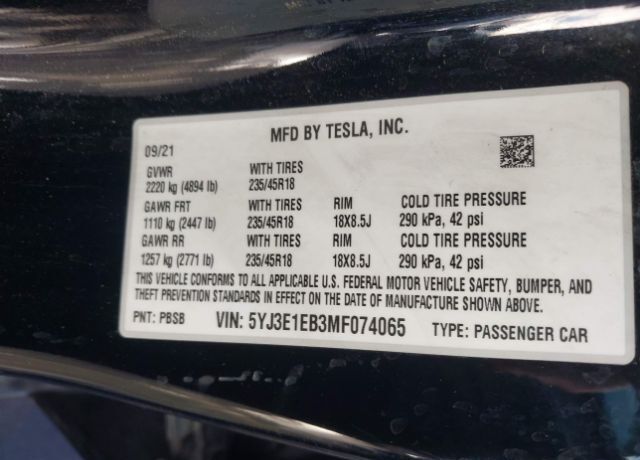 MFD BY TESLA, INC.
09/21
GVWR WITH TIRES
2220 kg (4894 lb) 235/45R18
GAWR FRT WITH TIRES RIM COLD TIRE PRESSURE
1110 kg (2447 lb) 235/45R18 18X8.5J 290 kPa, 42 psi
GAWR RR WITH TIRES RIM COLD TIRE PRESSURE
1257 kg (2771 lb) 235/45R18 18X8.5J 290 kPa, 42 psi
THIS VEHICLE CONFORMS TO ALL APPLICABLE U.S. FEDERAL MOTOR VEHICLE SAFETY, BUMPER, AND
THEFT PREVENTION STANDARDS IN EFFECT ON THE DATE OF MANUFACTURE SHOWN ABOVE.
PNT: PBSB VIN: 5YJ3E1EB3MF074065 TYPE: PASSENGER CAR